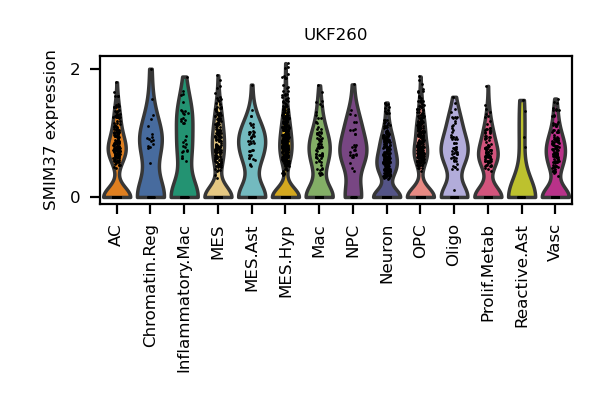 UKF260
SMIM37 expression
2
0
AC
Chromatin.Reg
Inflammatory.Mac
MES
MES.Ast
MES.Hyp
Mac
NPC
Neuron
OPC
Oligo
Prolif.Metab
Reactive.Ast
Vasc